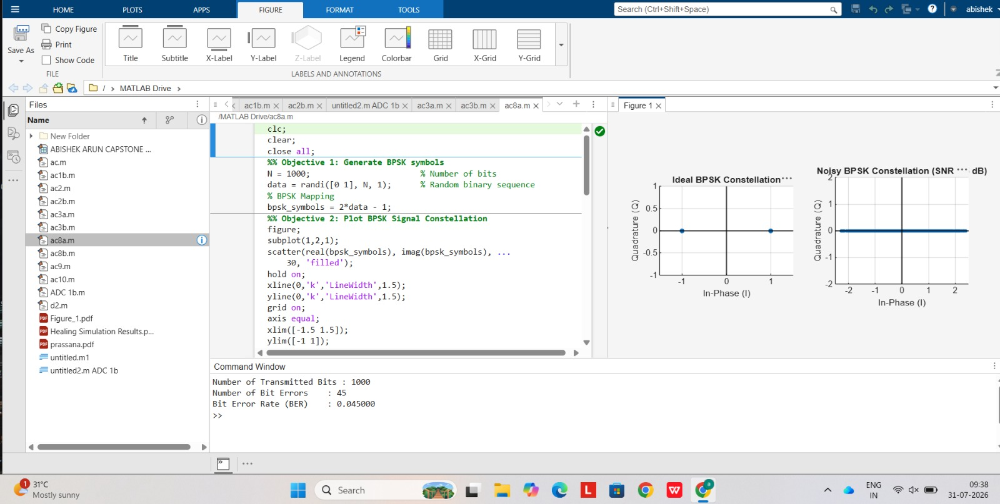 HOME PLOTS APPS FIGURE FORMAT TOOLS Search (Ctrl+Shift+Space) ? abishek
Save As
Copy Figure
Print
Show Code
FILE
Title Subtitle X-Label Y-Label Z-Label Legend Colorbar Grid X-Grid Y-Grid
LABELS AND ANNOTATIONS
/ > MATLAB Drive >
Files
Name
New Folder
ABISHEK ARUN CAPSTONE ...
ac.m
ac1b.m
ac2.m
ac2b.m
ac3a.m
ac3b.m
ac8a.m
ac8b.m
ac9.m
ac10.m
ADC 1b.m
d2.m
Figure_1.pdf
Healing Simulation Results.p...
prassana.pdf
untitled.m1
untitled2.m ADC 1b
ac1b.m ac2b.m untitled2.m ADC 1b ac3a.m ac3b.m ac8a.m
/MATLAB Drive/ac8a.m
clc;
clear;
close all;
%% Objective 1: Generate BPSK symbols
N = 1000; % Number of bits
data = randi([0 1], N, 1); % Random binary sequence
% BPSK Mapping
bpsk_symbols = 2*data - 1;
%% Objective 2: Plot BPSK Signal Constellation
figure;
subplot(1,2,1);
scatter(real(bpsk_symbols), imag(bpsk_symbols), ...
30, 'filled');
hold on;
xline(0,'k','LineWidth',1.5);
yline(0,'k','LineWidth',1.5);
grid on;
axis equal;
xlim([-1.5 1.5]);
ylim([-1 1]);
Figure 1
Ideal BPSK Constellation
1
0.5
0
-0.5
-1
-1 0 1
Quadrature (Q)
In-Phase (I)
Noisy BPSK Constellation (SNR dB)
2
1
0
-1
-2
-2 -1 0 1 2
Quadrature (Q)
In-Phase (I)
Command Window
Number of Transmitted Bits : 1000
Number of Bit Errors : 45
Bit Error Rate (BER) : 0.045000
>>
1
31°C
Mostly sunny
Search
ENG
IN
09:38
31-07-2026